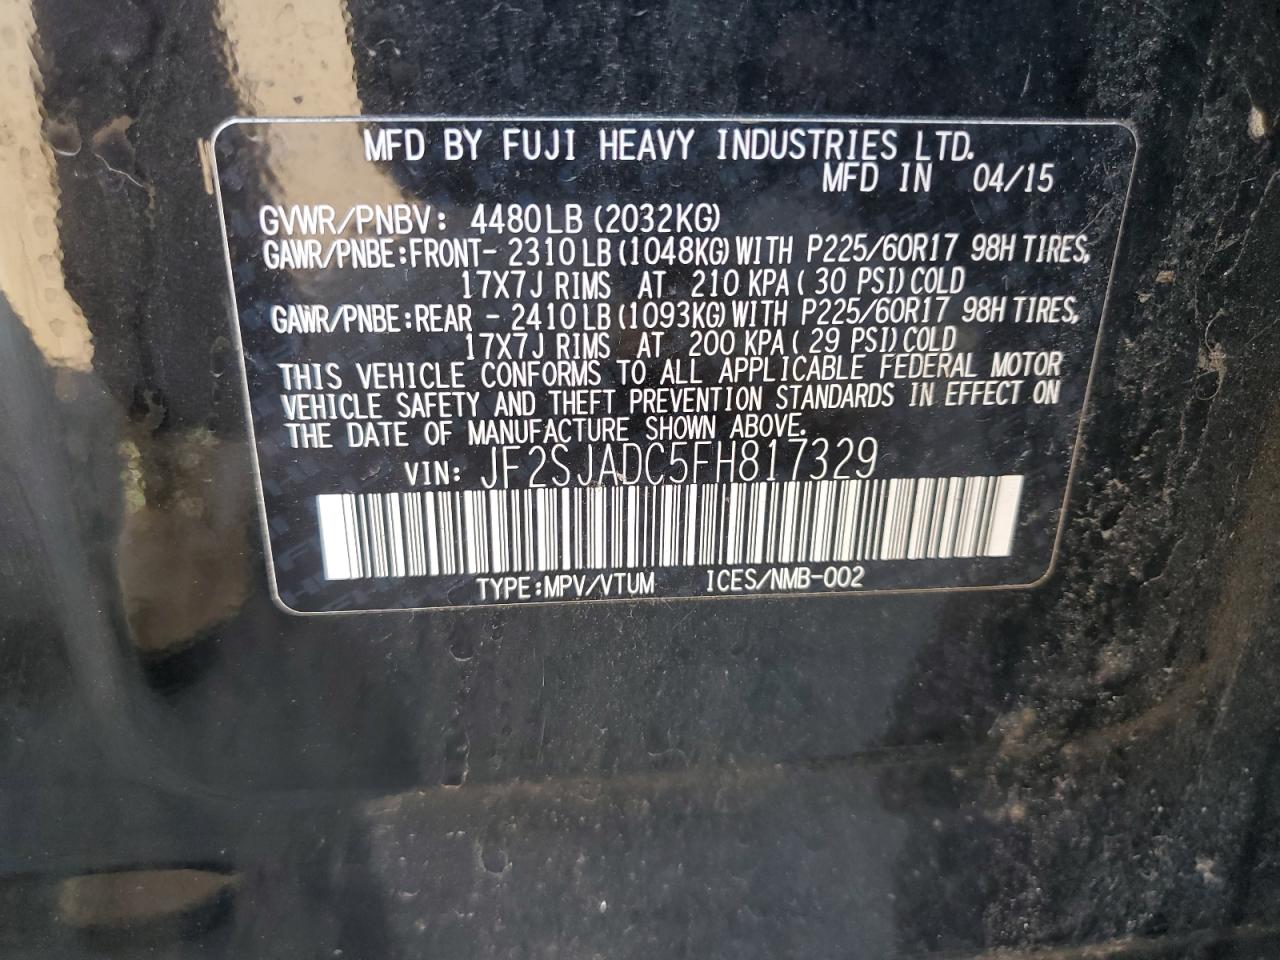 MFD BY FUJI HEAVY INDUSTRIES LTD.
MFD IN 04/15
GVWR/PNBV: 4480LB (2032KG)
GAWR/PNBE:FRONT- 2310LB (1048KG) WITH P225/60R17 98H TIRES,
17X7J RIMS AT 210 KPA ( 30 PSI) COLD
GAWR/PNBE:REAR - 2410LB (1093KG) WITH P225/60R17 98H TIRES,
17X7J RIMS AT 200 KPA ( 29 PSI) COLD
THIS VEHICLE CONFORMS TO ALL APPLICABLE FEDERAL MOTOR
VEHICLE SAFETY AND THEFT PREVENTION STANDARDS IN EFFECT ON
THE DATE OF MANUFACTURE SHOWN ABOVE.
VIN: JF2SJADC5FH817329
TYPE:MPV/VTUM ICES/NMB-002